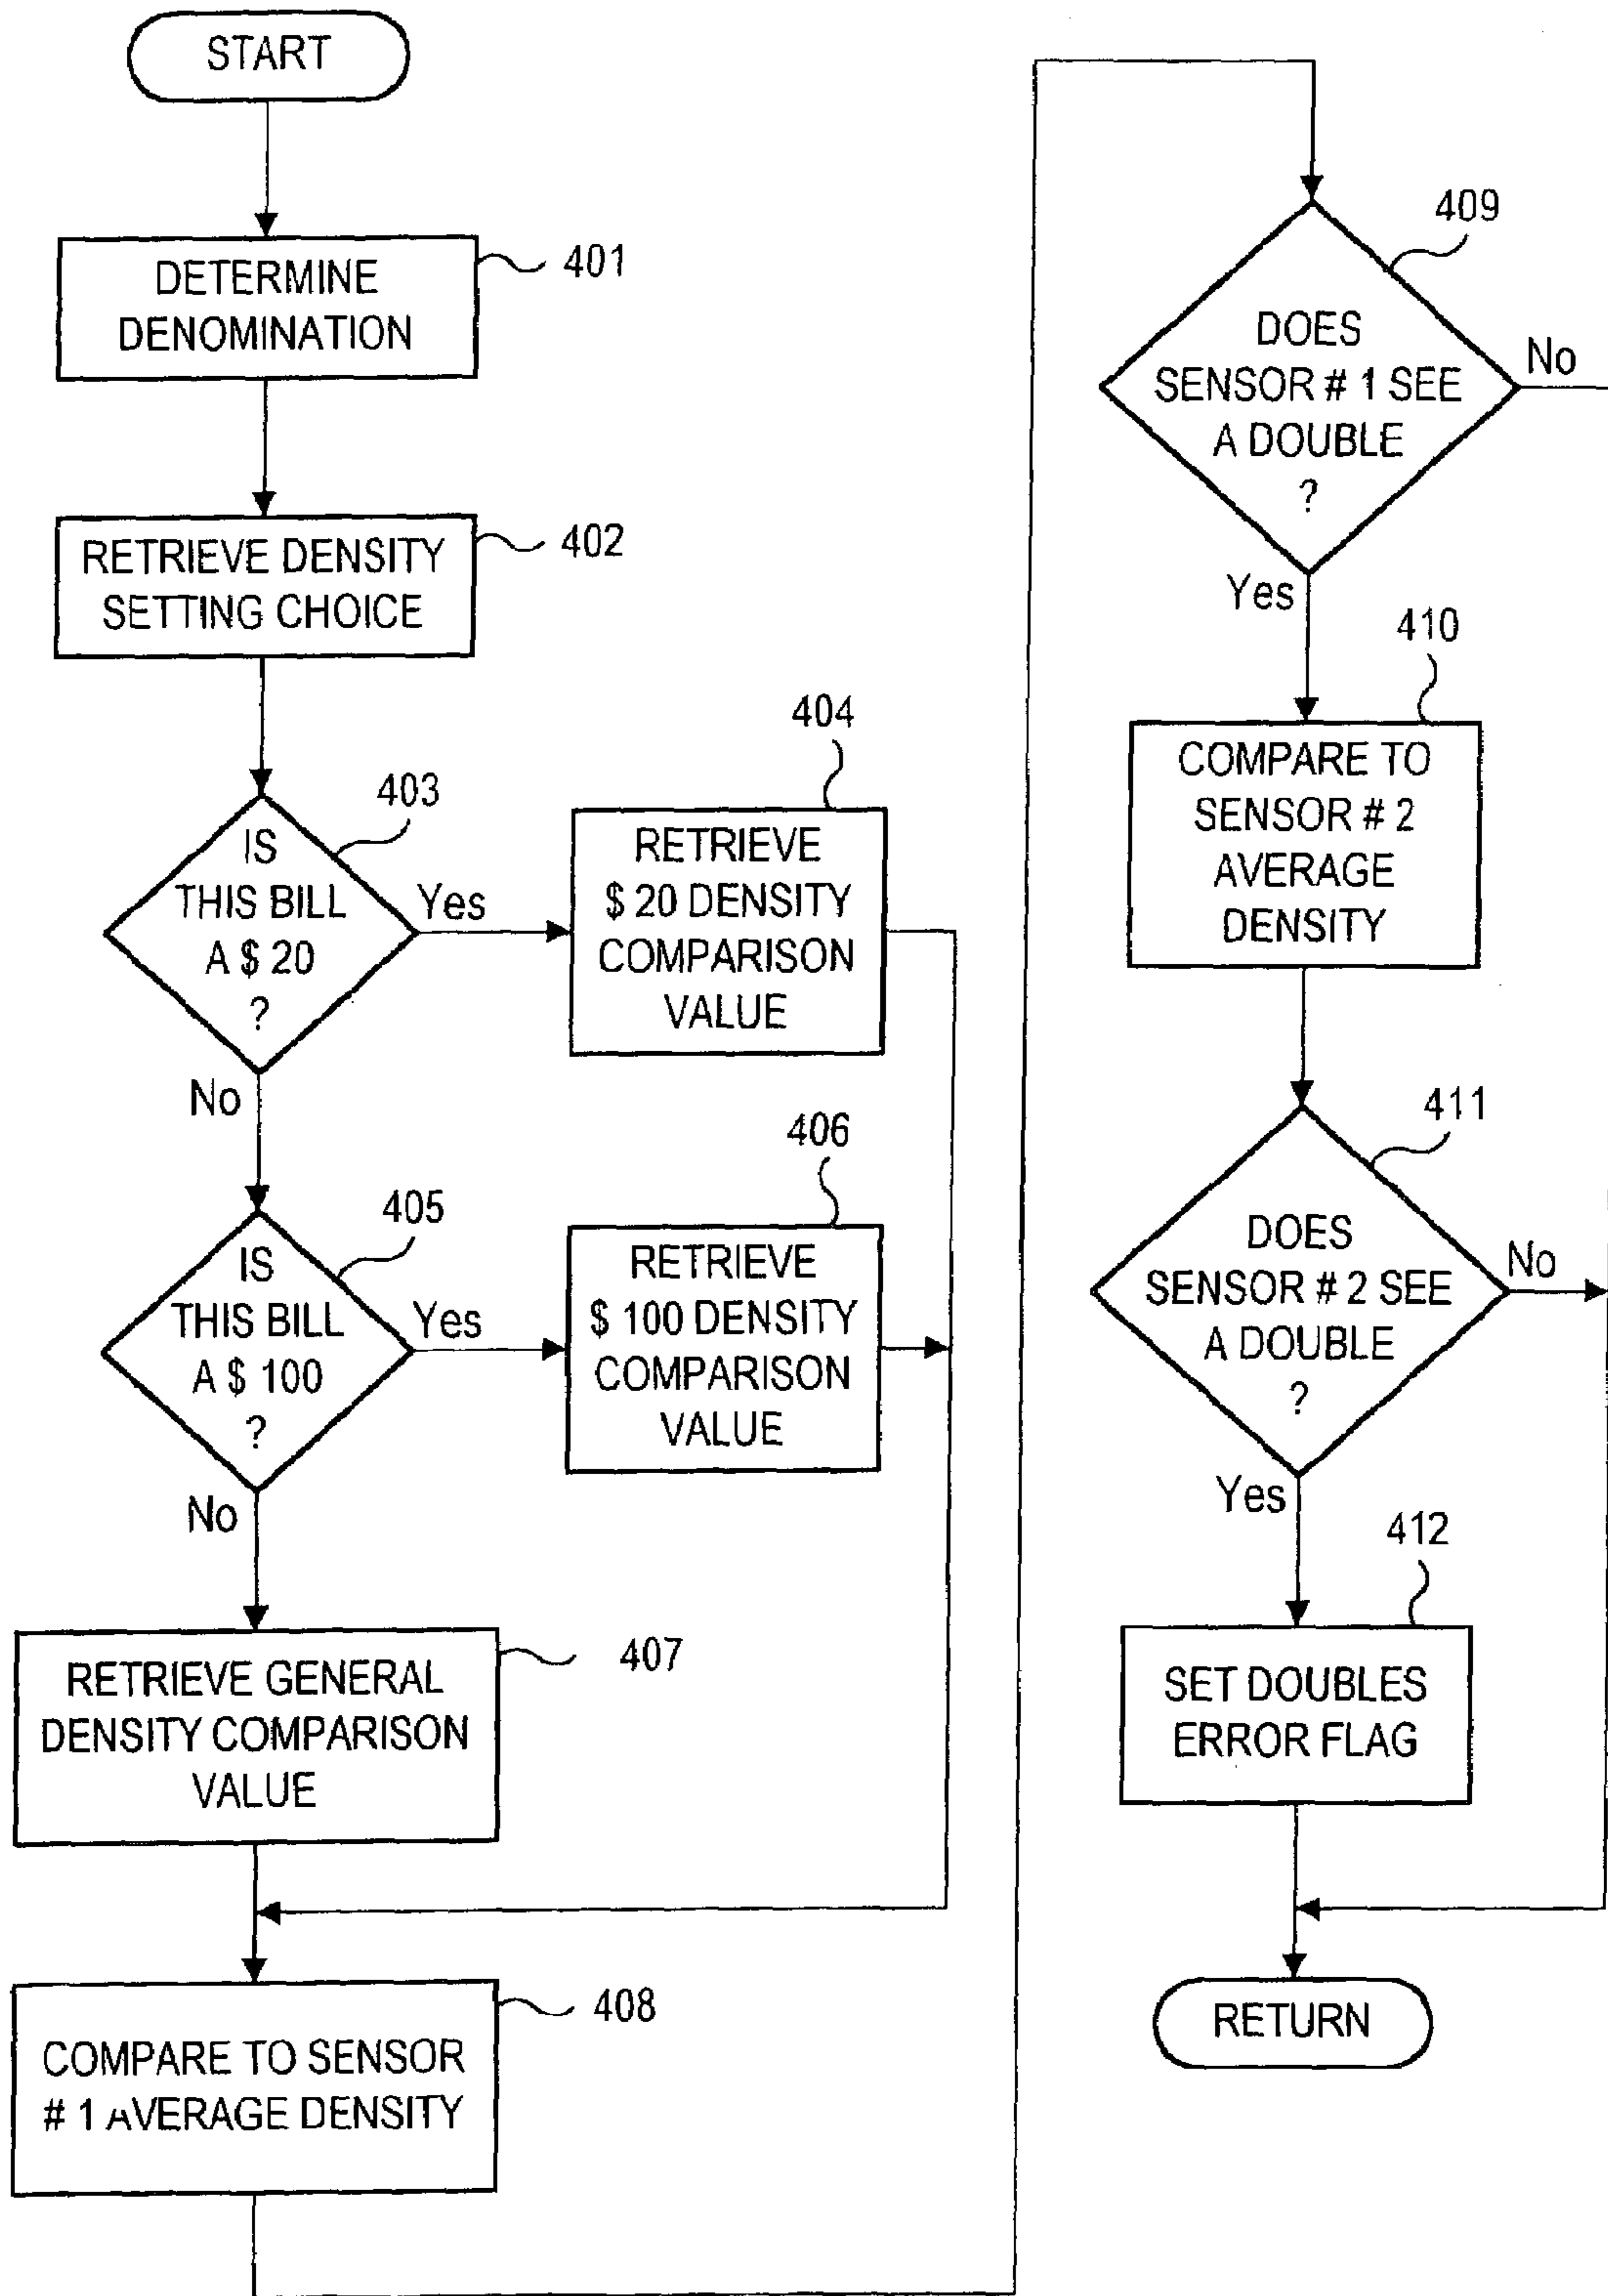 START
DETERMINE
DENOMINATION
401
RETRIEVE DENSITY
SETTING CHOICE
402
403
IS
THIS BILL
A $ 20
?
Yes
No
404
RETRIEVE
$ 20 DENSITY
COMPARISON
VALUE
405
IS
THIS BILL
A $ 100
?
Yes
No
406
RETRIEVE
$ 100 DENSITY
COMPARISON
VALUE
RETRIEVE GENERAL
DENSITY COMPARISON
VALUE
407
COMPARE TO SENSOR
# 1 AVERAGE DENSITY
408
409
DOES
SENSOR # 1 SEE
A DOUBLE
?
No
Yes
410
COMPARE TO
SENSOR # 2
AVERAGE
DENSITY
411
DOES
SENSOR # 2 SEE
A DOUBLE
?
No
Yes
412
SET DOUBLES
ERROR FLAG
RETURN